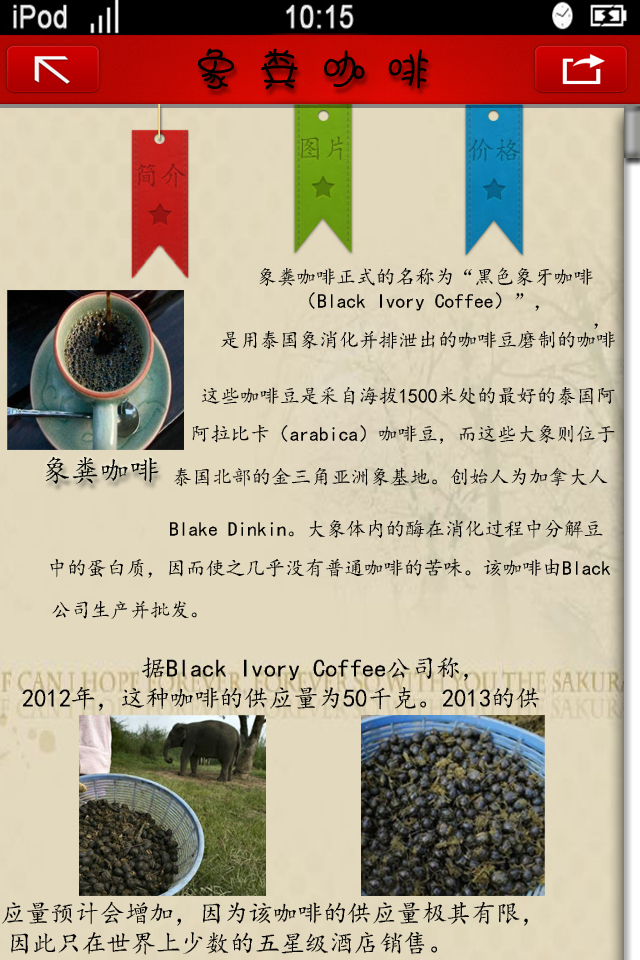 iPod 10:15
象粪咖啡
简介 图片 价格
象粪咖啡正式的名称为“黑色象牙咖啡
（Black Ivory Coffee）”，
，
是用泰国象消化并排泄出的咖啡豆磨制的咖啡
这些咖啡豆是采自海拔1500米处的最好的泰国阿
阿拉比卡（arabica）咖啡豆，而这些大象则位于
象粪咖啡
泰国北部的金三角亚洲象基地。创始人为加拿大人
Blake Dinkin。大象体内的酶在消化过程中分解豆
中的蛋白质，因而使之几乎没有普通咖啡的苦味。该咖啡由Black
公司生产并批发。
据Black Ivory Coffee公司称，
2012年，这种咖啡的供应量为50千克。2013的供
F CAN I HOPE FOREVER, FOREVER SO WITH YOU THE SAKURA
F CAN I HOPE FOREVER, FOREVER SO WITH YOU THE SAKURA
应量预计会增加，因为该咖啡的供应量极其有限，
因此只在世界上少数的五星级酒店销售。